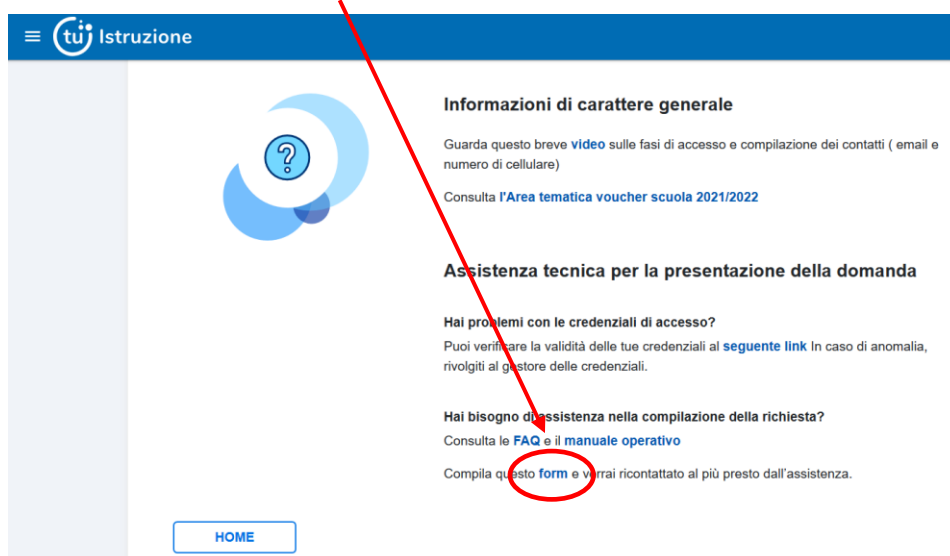 ≡ tu Istruzione
Informazioni di carattere generale
Guarda questo breve video sulle fasi di accesso e compilazione dei contatti ( email e
numero di cellulare)
Consulta l'Area tematica voucher scuola 2021/2022
Assistenza tecnica per la presentazione della domanda
Hai problemi con le credenziali di accesso?
Puoi verificare la validità delle tue credenziali al seguente link In caso di anomalia,
rivolgiti al gestore delle credenziali.
Hai bisogno di assistenza nella compilazione della richiesta?
Consulta le FAQ e il manuale operativo
Compila questo form e verrai ricontattato al più presto dall'assistenza.
HOME